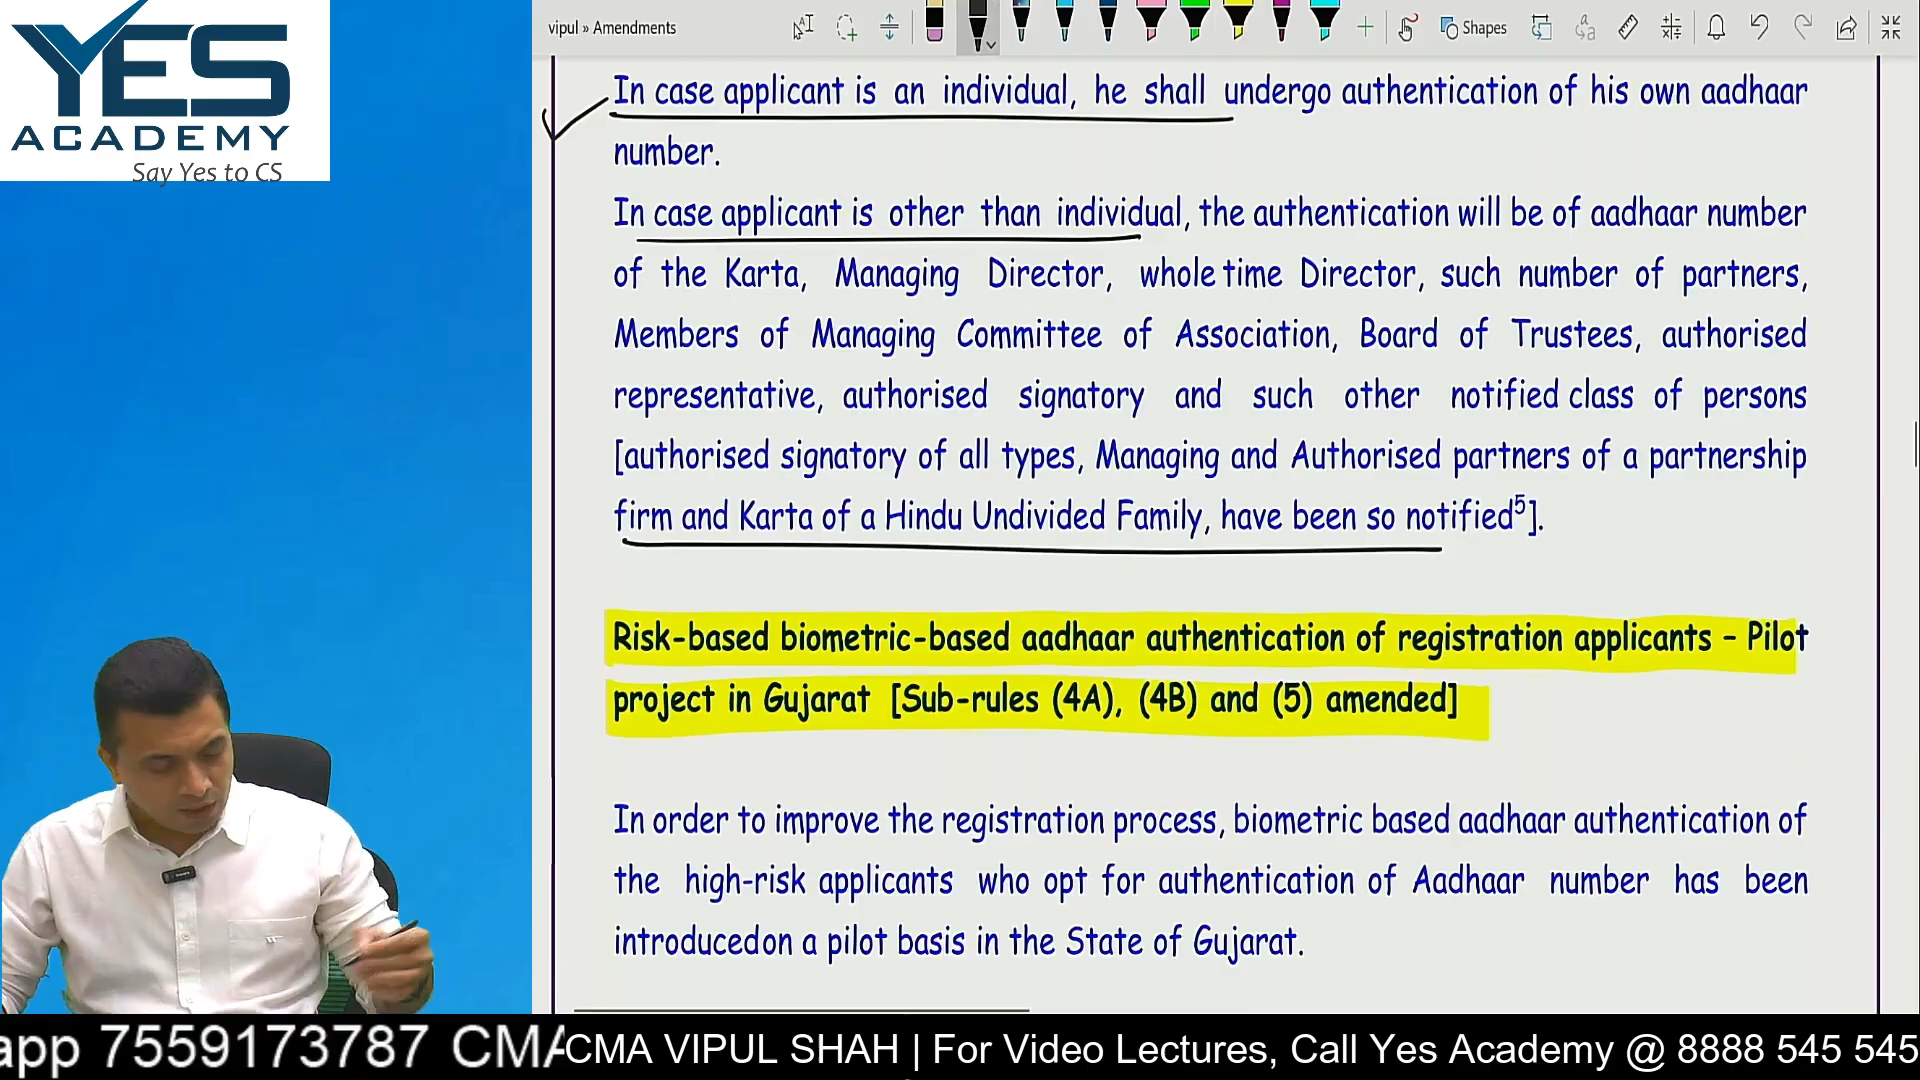 YES
ACADEMY
Say Yes to CS
vipul » Amendments
Shapes
In case applicant is an individual, he shall undergo authentication of his own aadhaar
number.
In case applicant is other than individual, the authentication will be of aadhaar number
of the Karta, Managing Director, whole time Director, such number of partners,
Members of Managing Committee of Association, Board of Trustees, authorised
representative, authorised signatory and such other notified class of persons
[authorised signatory of all types, Managing and Authorised partners of a partnership
firm and Karta of a Hindu Undivided Family, have been so notified5].
Risk-based biometric-based aadhaar authentication of registration applicants – Pilot
project in Gujarat [Sub-rules (4A), (4B) and (5) amended]
In order to improve the registration process, biometric based aadhaar authentication of
the high-risk applicants who opt for authentication of Aadhaar number has been
introducedon a pilot basis in the State of Gujarat.
app 7559173787 CMA
CMA VIPUL SHAH | For Video Lectures, Call Yes Academy @ 8888 545 545